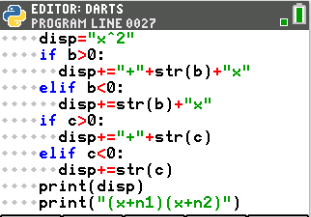 EDITOR: DARTS
PROGRAM LINE 0027
disp="x^2"
if b>0:
disp+="+"+str(b)+"x"
elif b<0:
disp+=str(b)+"x"
if c>0:
disp+="+"+str(c)
elif c<0:
disp+=str(c)
print(disp)
print("(x+n1)(x+n2)")